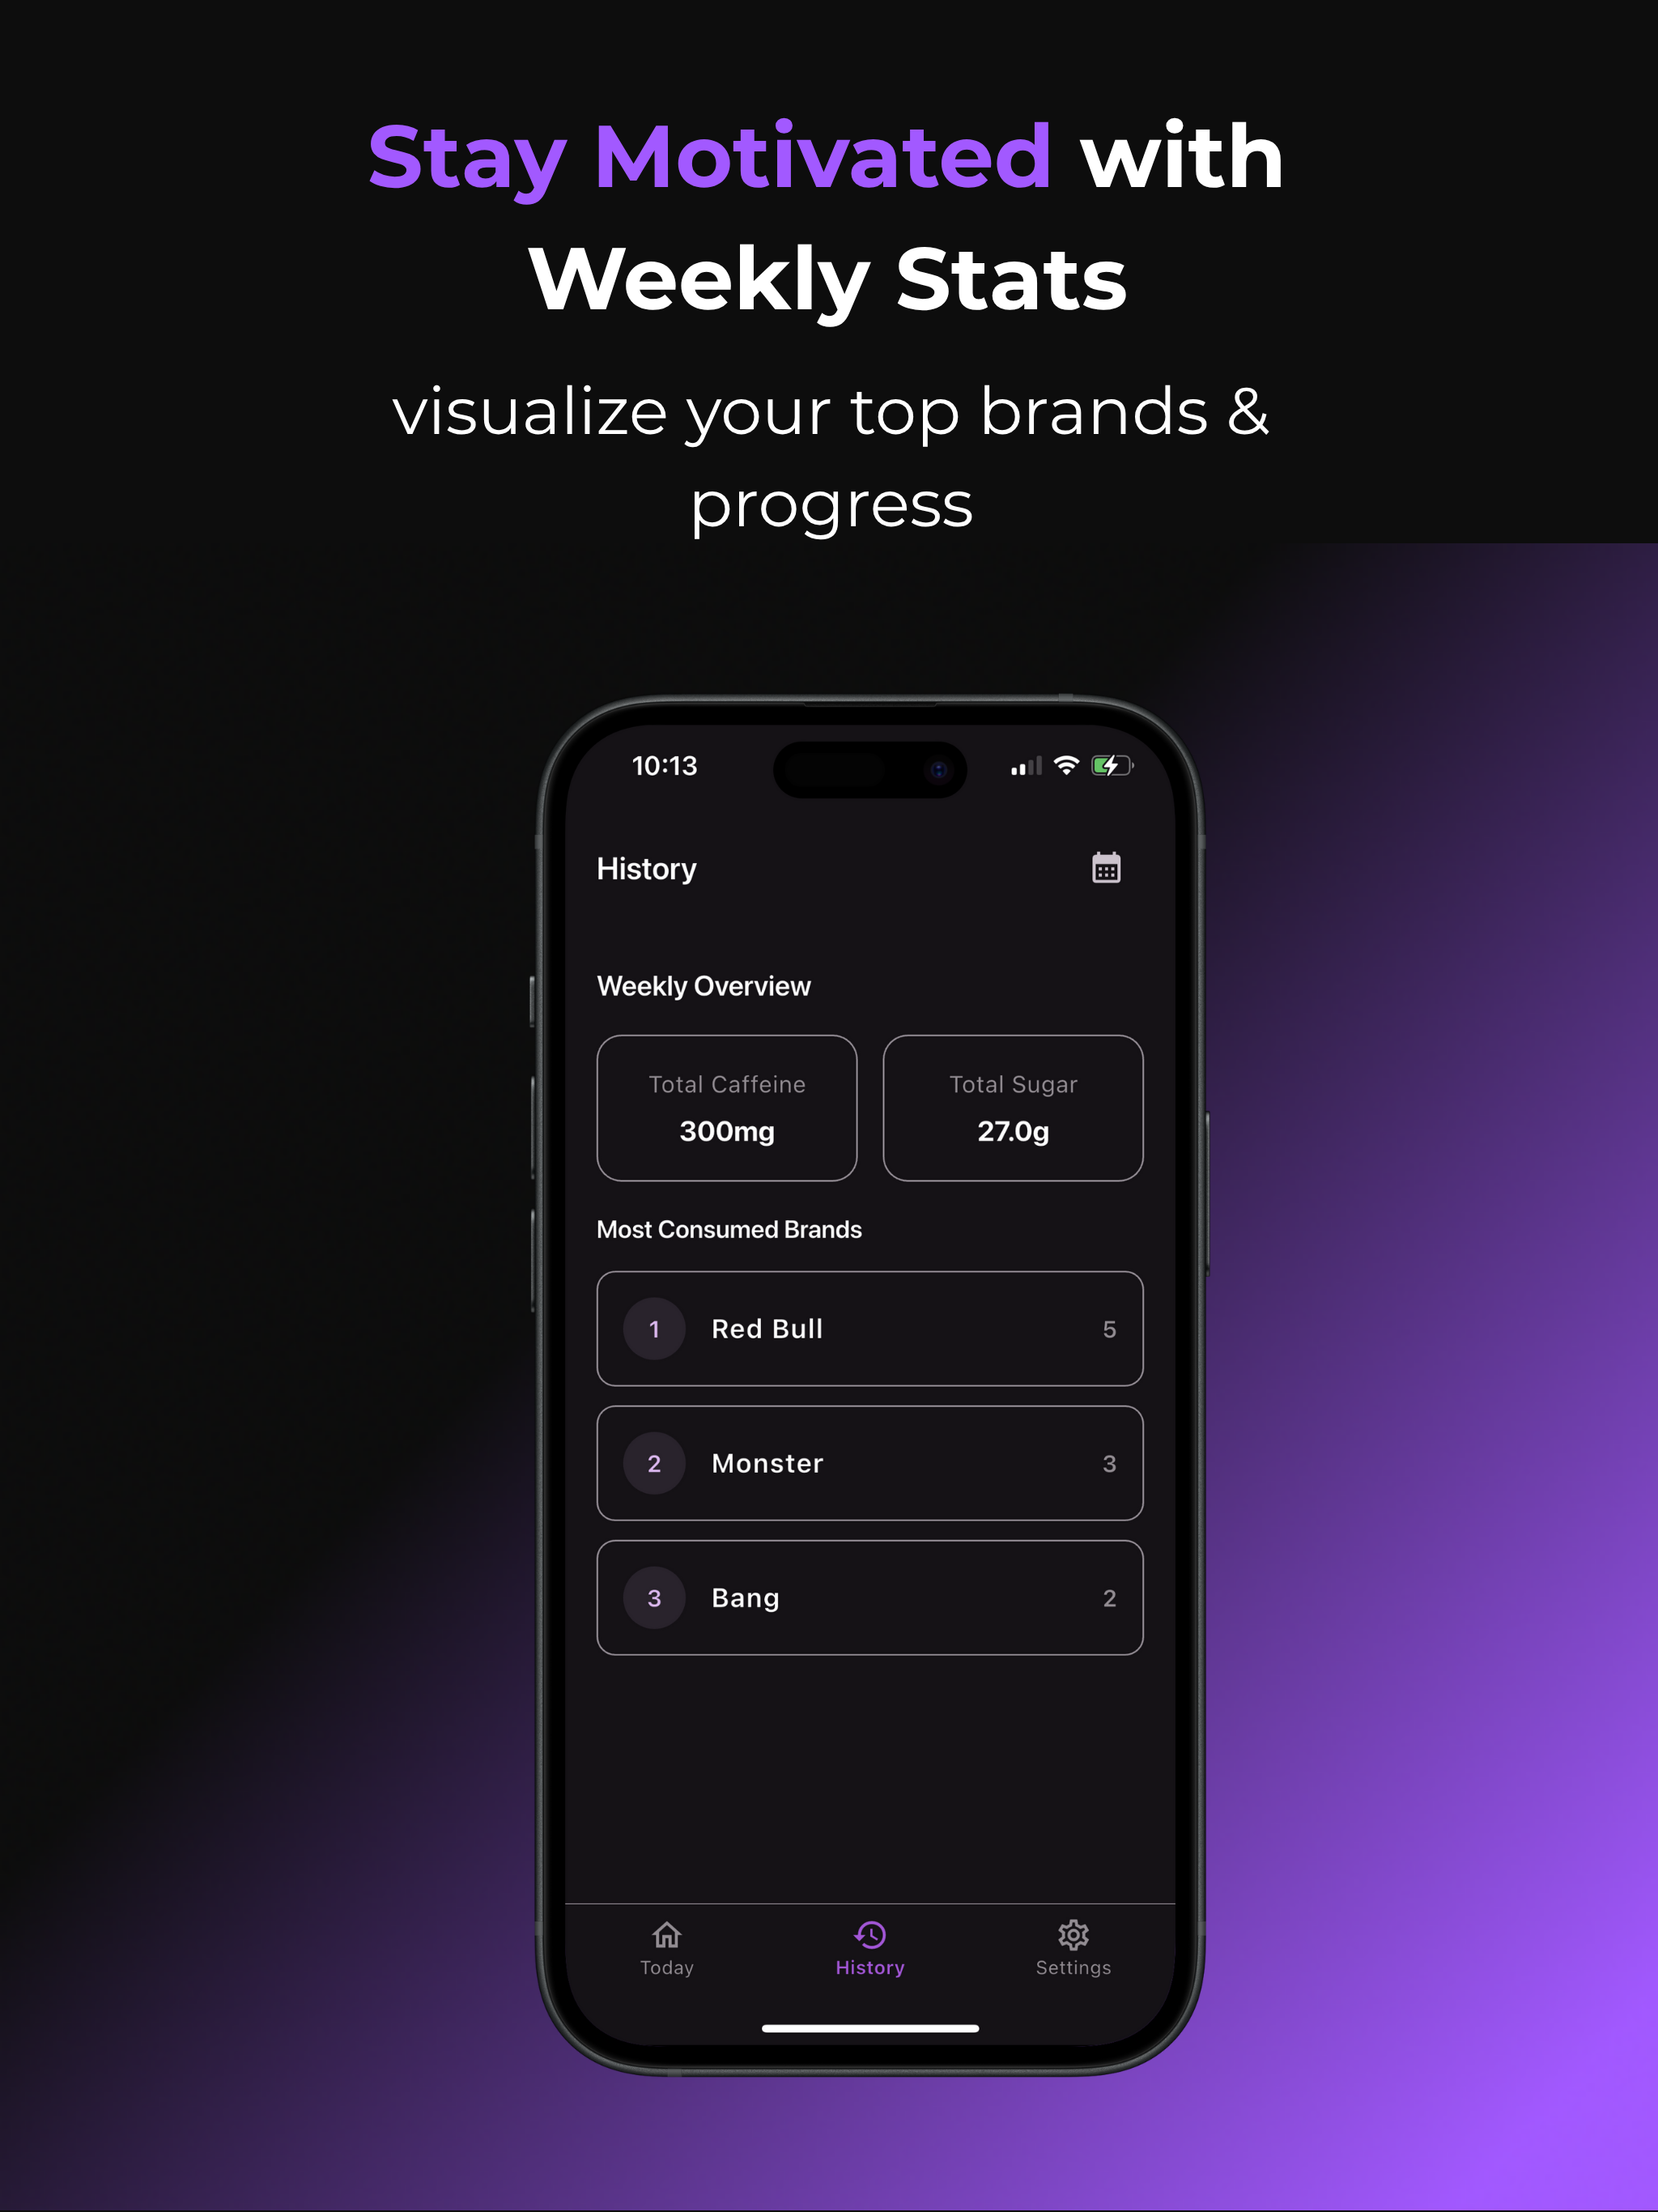 Stay Motivated with
Weekly Stats
visualize your top brands &
progress
10:13
History
Weekly Overview
Total Caffeine
300mg
Total Sugar
27.0g
Most Consumed Brands
1 Red Bull 5
2 Monster 3
3 Bang 2
Today History Settings